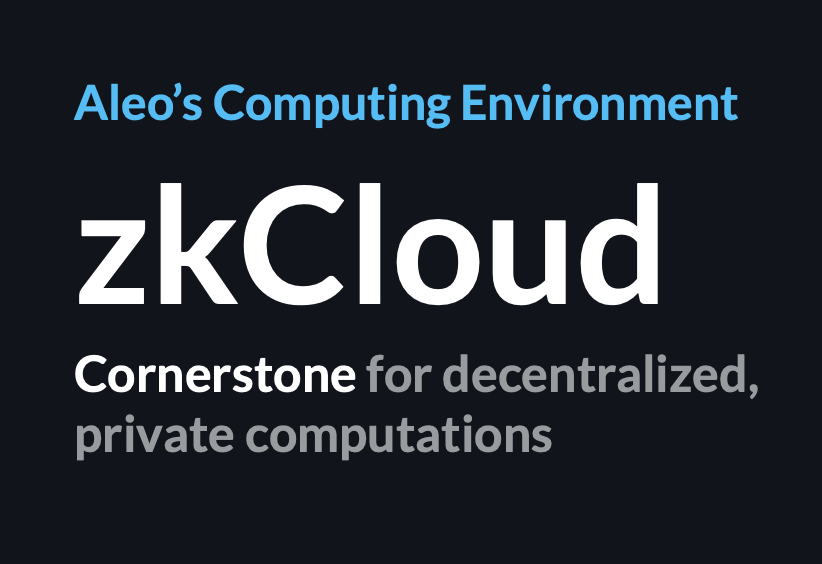 Aleo’s Computing Environment
zkCloud
Cornerstone for decentralized,
private computations